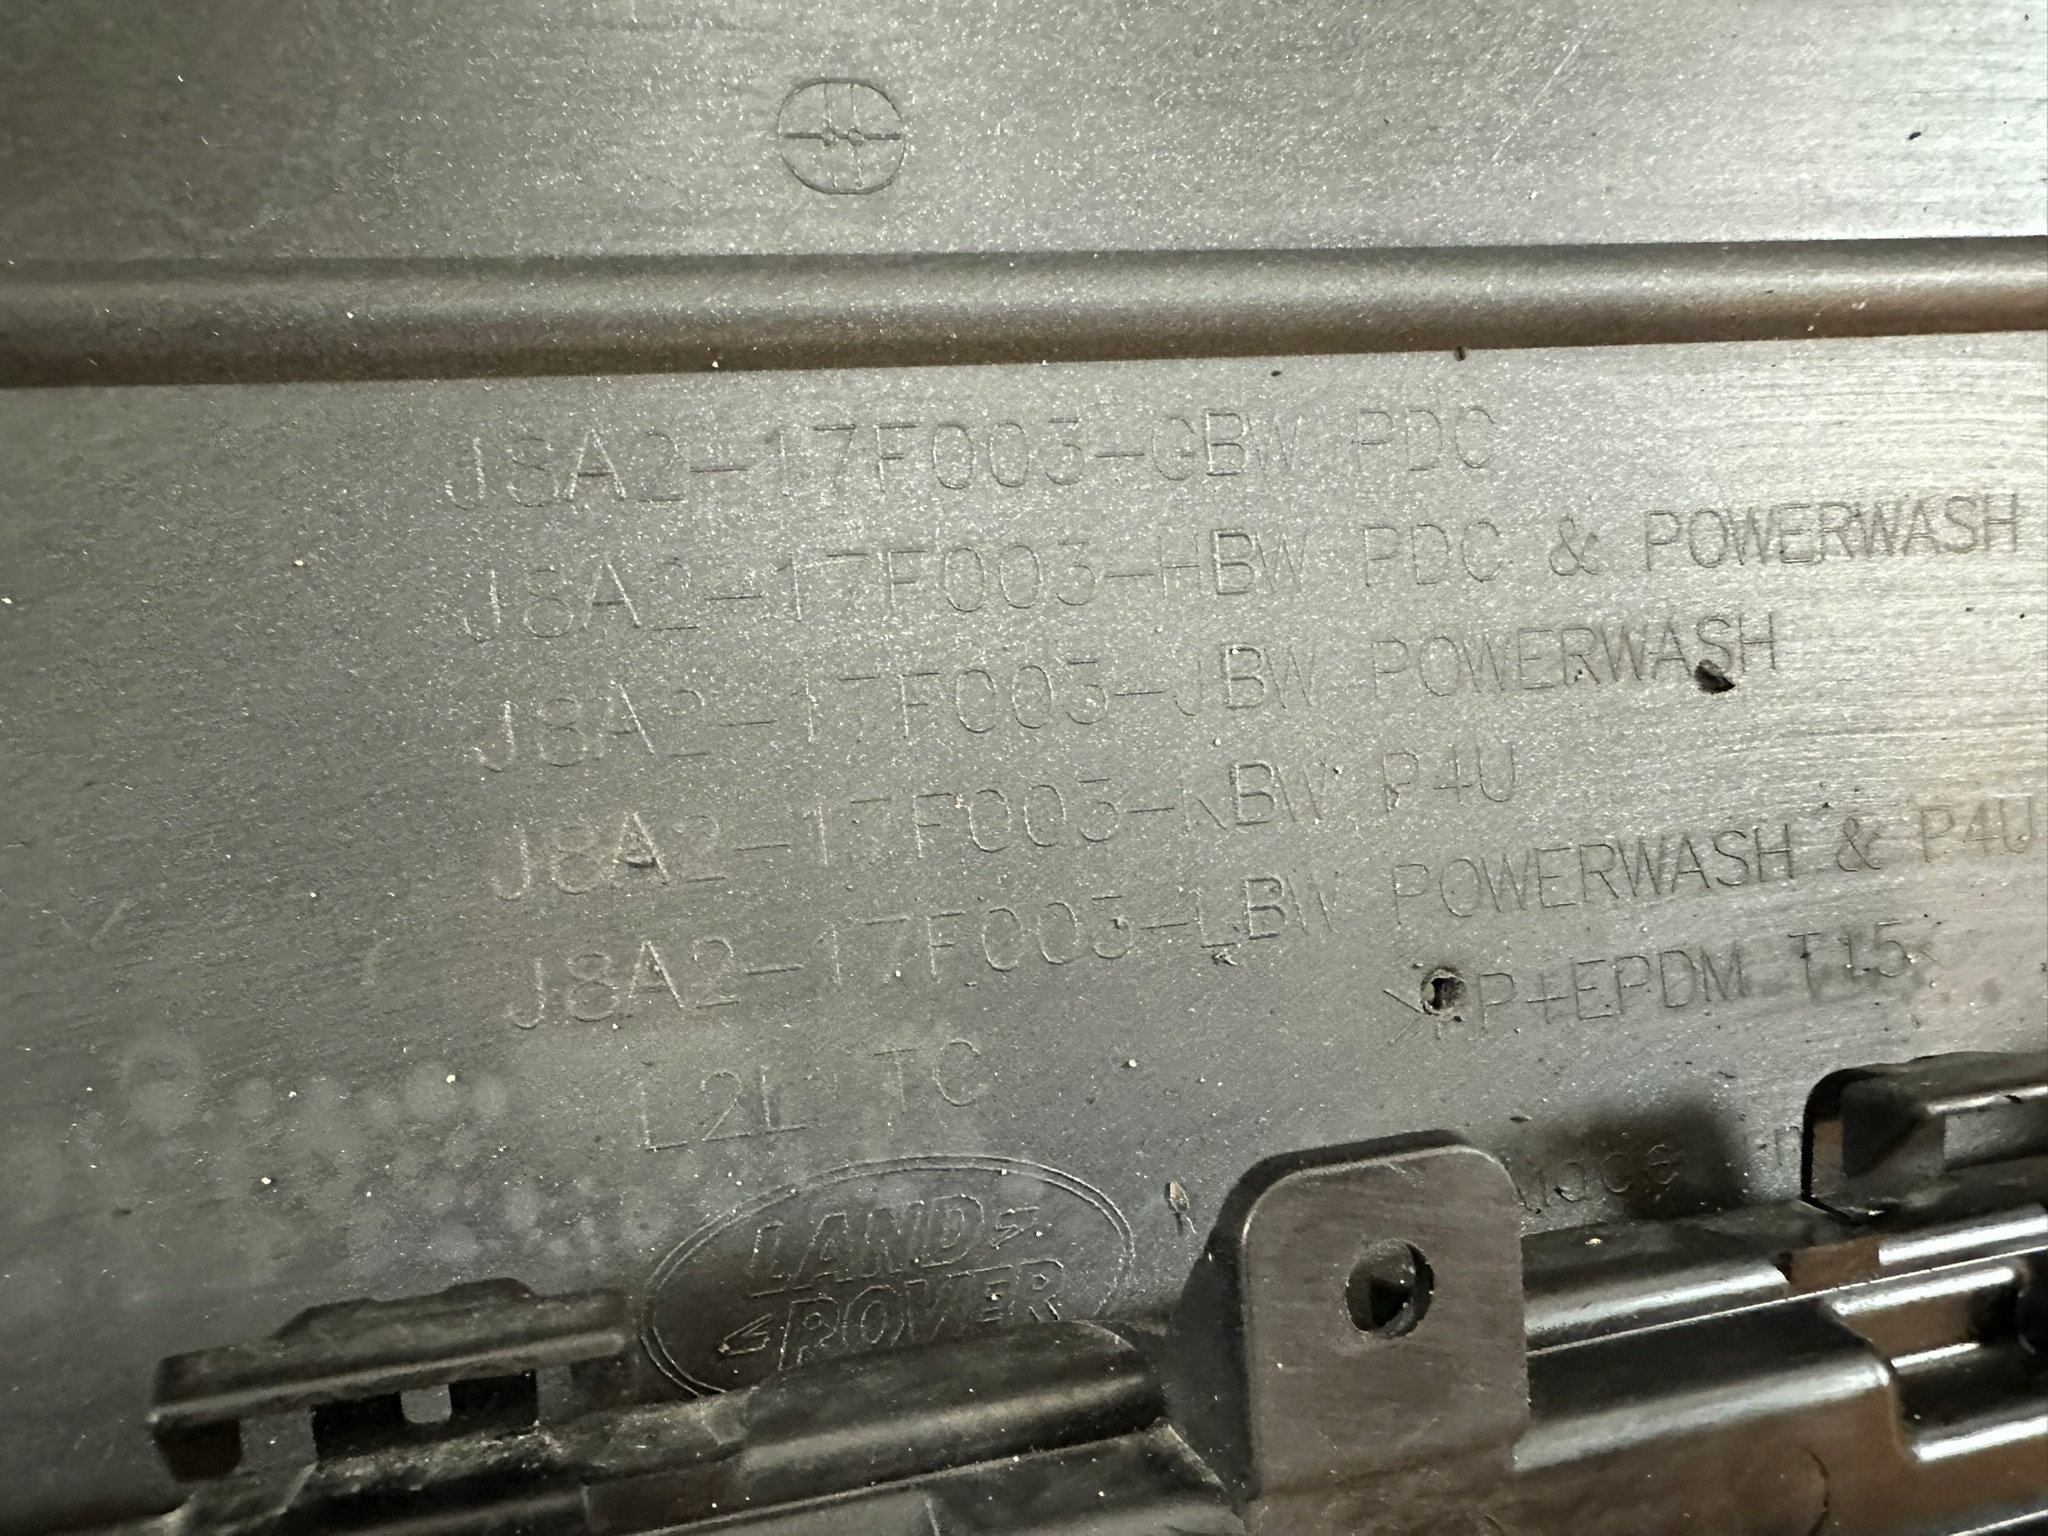 J8A2-17F003-GBW PDC
J8A2-17F003-HBW PDC & POWERWASH
J8A2-17F003-JBW POWERWASH
J8A2-17F003-KBW P4U
J8A2-17F003-LBW POWERWASH & P4U
>PP+EPDM T15<
L2L TC
LAND
ROVER